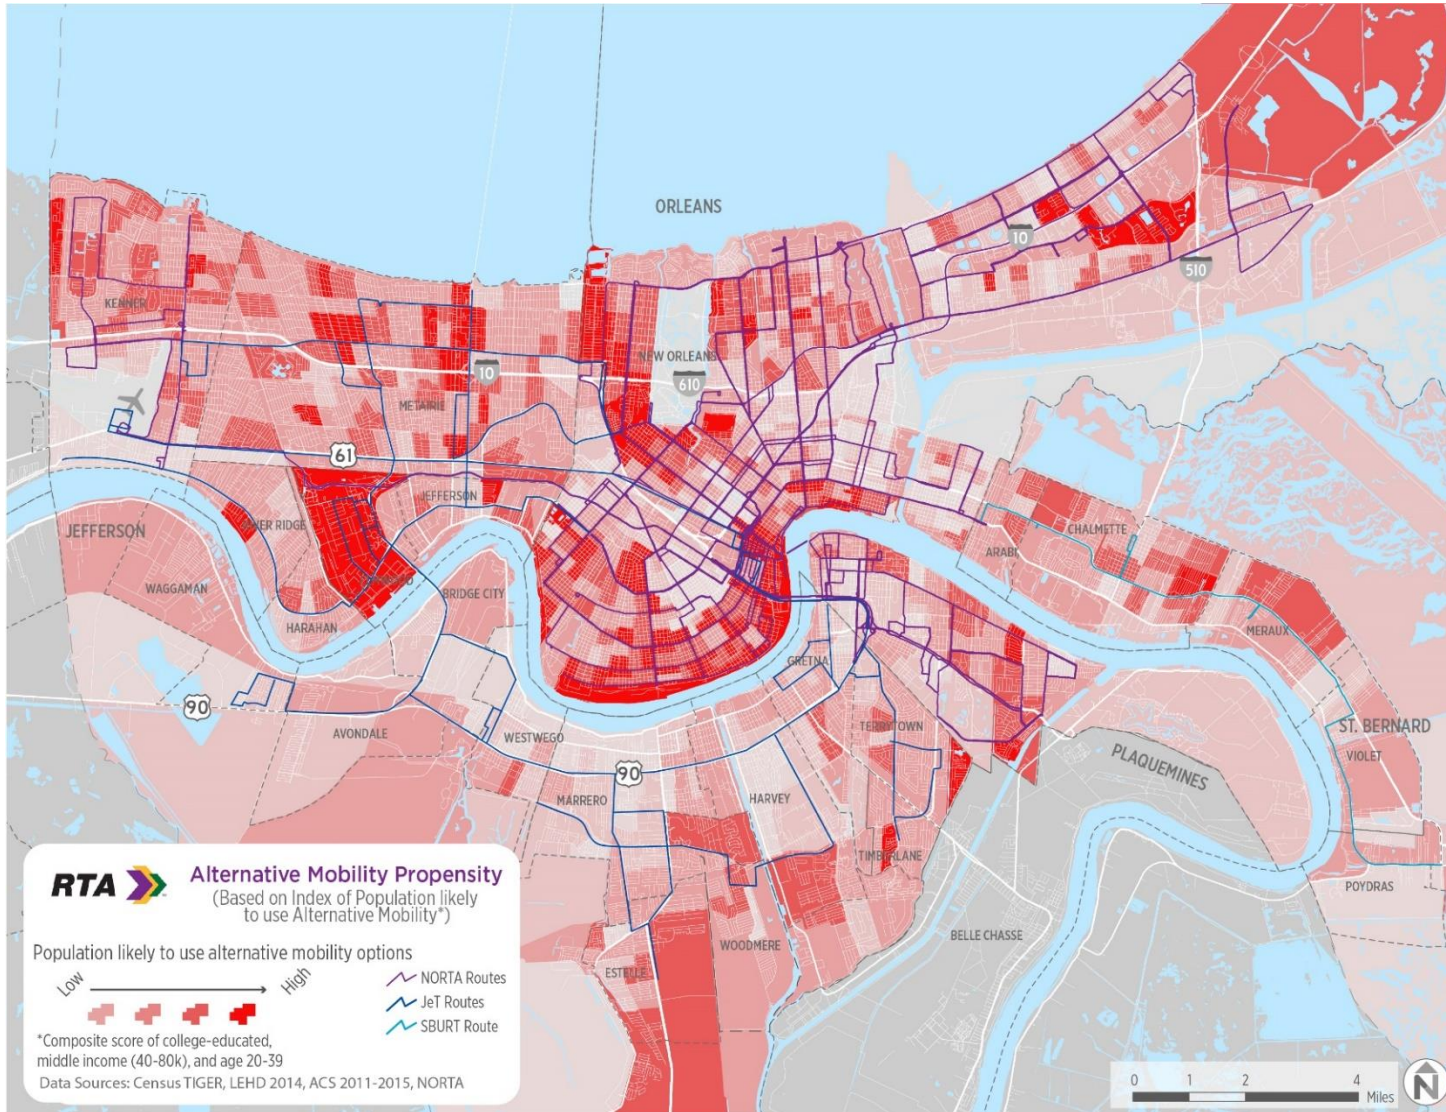 ORLEANS
KENNER
10
510
NEW ORLEANS
610
10
METAIRIE
61
JEFFERSON
JEFFERSON
RIVER RIDGE
CHALMETTE
ARABI
WAGGAMAN
BRIDGE CITY
HARAHAN
MERAUX
GRETNA
90
AVONDALE
WESTWEGO
TERRYTOWN
ST. BERNARD
VIOLET
PLAQUEMINES
90
MARRERO
HARVEY
TIMBERLANE
POYDRAS
BELLE CHASSE
WOODMERE
ESTELLE
RTA
Alternative Mobility Propensity
(Based on Index of Population likely
to use Alternative Mobility*)
Population likely to use alternative mobility options
Low
High
NORTA Routes
JeT Routes
SBURT Route
*Composite score of college-educated,
middle income (40-80k), and age 20-39
Data Sources: Census TIGER, LEHD 2014, ACS 2011-2015, NORTA
0 1 2 4
Miles
N